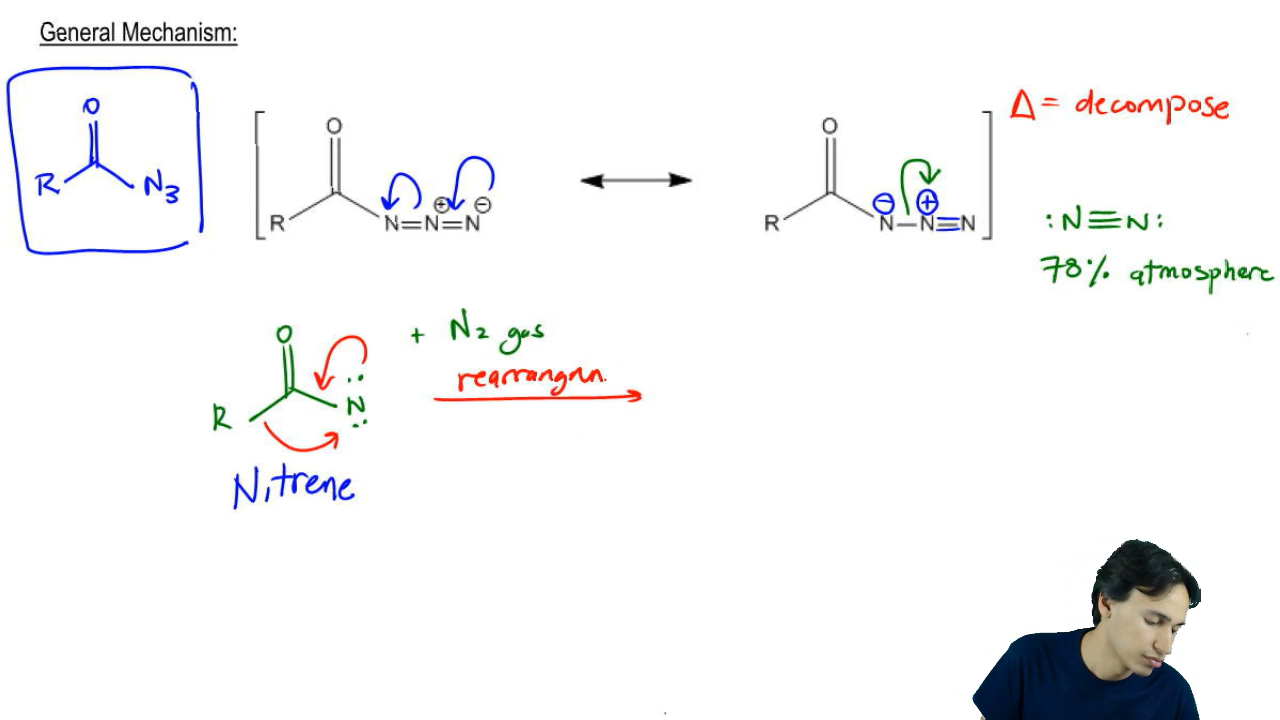 General Mechanism:
O
R N₃
O
R N=N=N
⊕ ⊖
O
R N–N≡N
⊖ ⊕
Δ = decompose
:N≡N:
78% atmosphere
O
R N
+ N₂ gas
Nitrene